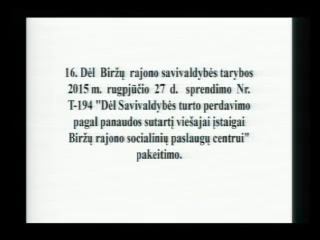 16. Dėl Biržų rajono savivaldybės tarybos
2015 m. rugpjūčio 27 d. sprendimo Nr.
T-194 "Dėl Savivaldybės turto perdavimo
pagal panaudos sutartį viešajai įstaigai
Biržų rajono socialinių paslaugų centrui"
pakeitimo.